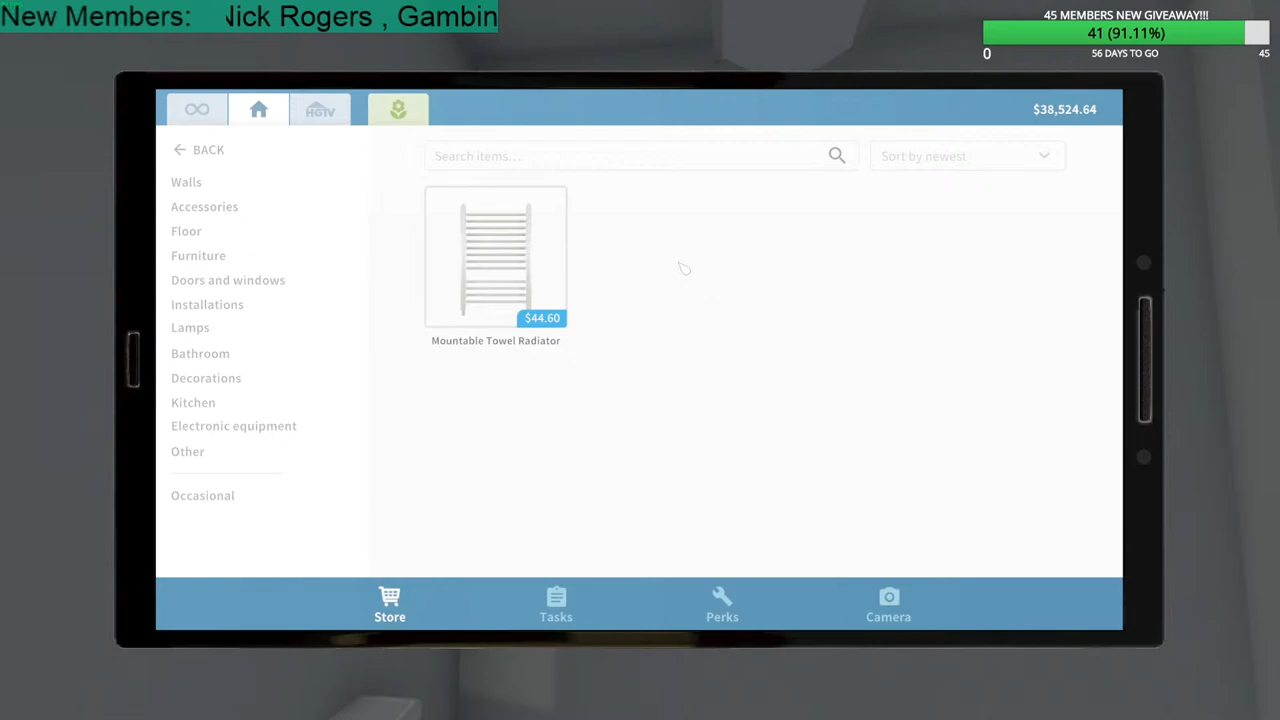 New Members: Nick Rogers , Gambin
45 MEMBERS NEW GIVEAWAY!!!
41 (91.11%)
0
56 DAYS TO GO
45
HGTV
$38,524.64
BACK
Search items...
Sort by newest
Walls
Accessories
Floor
Furniture
Doors and windows
Installations
Lamps
Bathroom
Decorations
Kitchen
Electronic equipment
Other
Occasional
$44.60
Mountable Towel Radiator
Store
Tasks
Perks
Camera